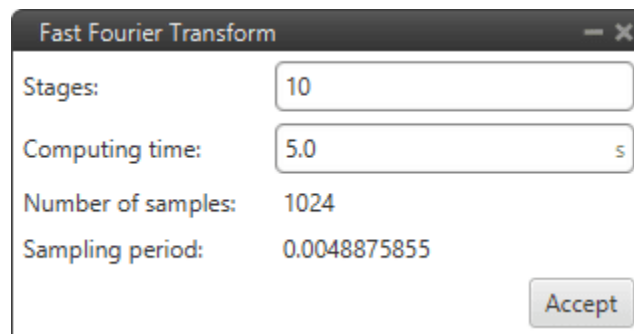 Fast Fourier Transform
Stages: 10
Computing time: 5.0 s
Number of samples: 1024
Sampling period: 0.0048875855
Accept